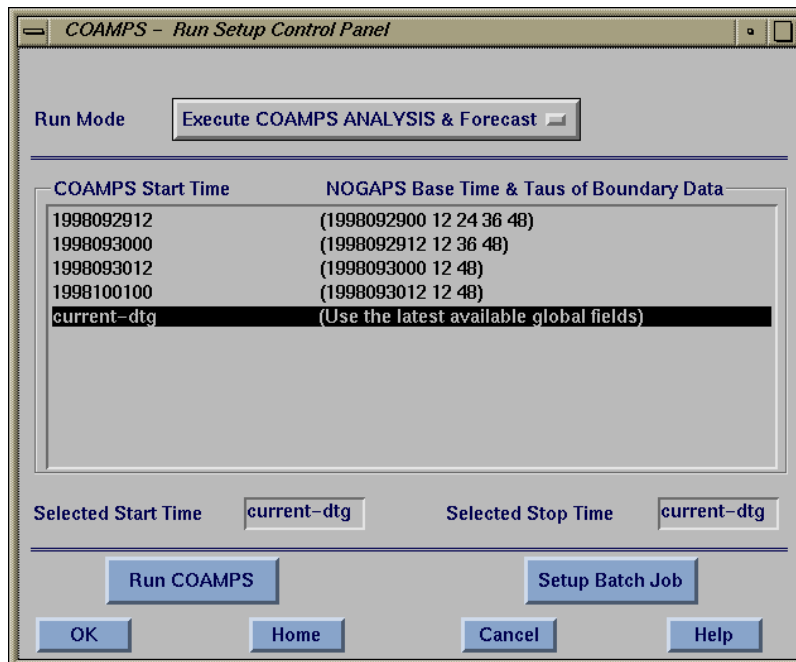 COAMPS - Run Setup Control Panel
Run Mode Execute COAMPS ANALYSIS & Forecast
COAMPS Start Time NOGAPS Base Time & Taus of Boundary Data
1998092912 (1998092900 12 24 36 48)
1998093000 (1998092912 12 36 48)
1998093012 (1998093000 12 48)
1998100100 (1998093012 12 48)
current-dtg (Use the latest available global fields)
Selected Start Time current-dtg Selected Stop Time current-dtg
Run COAMPS Setup Batch Job
OK Home Cancel Help